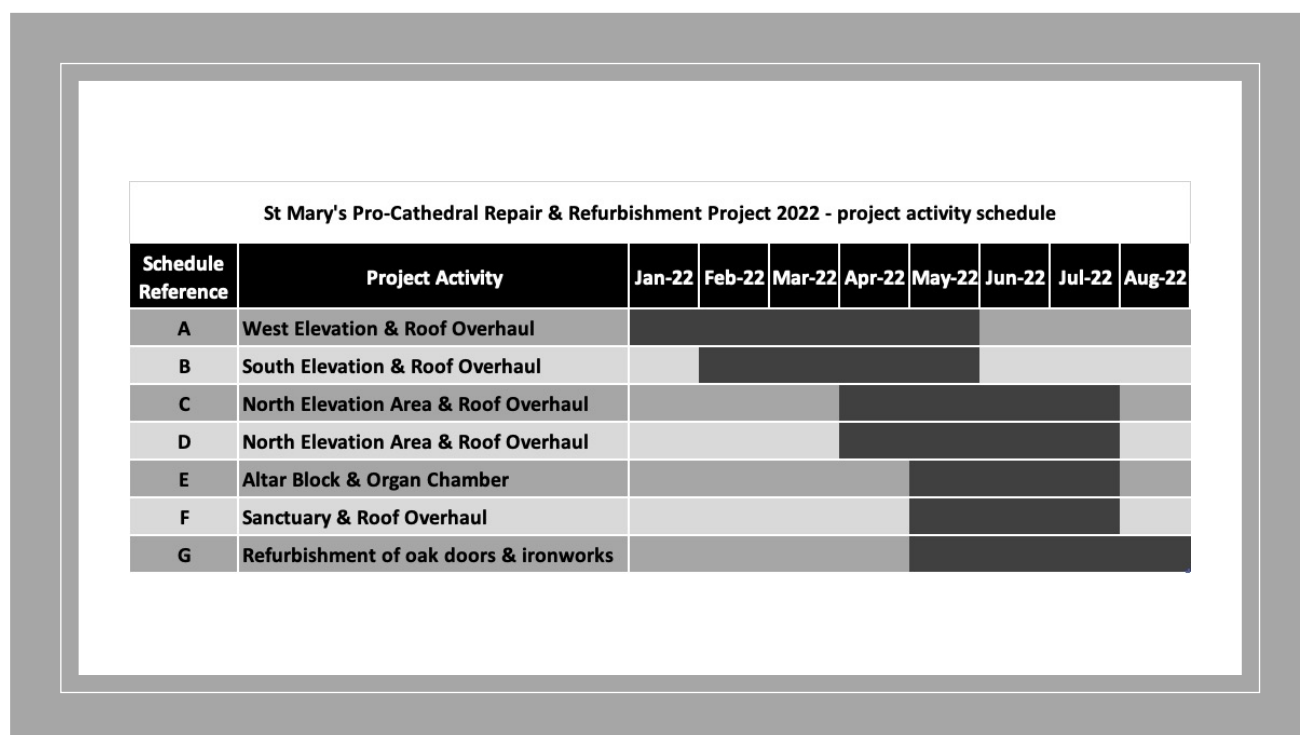 St Mary's Pro-Cathedral Repair & Refurbishment Project 2022 - project activity schedule
Schedule Reference Project Activity Jan-22 Feb-22 Mar-22 Apr-22 May-22 Jun-22 Jul-22 Aug-22
A West Elevation & Roof Overhaul
B South Elevation & Roof Overhaul
C North Elevation Area & Roof Overhaul
D North Elevation Area & Roof Overhaul
E Altar Block & Organ Chamber
F Sanctuary & Roof Overhaul
G Refurbishment of oak doors & ironworks